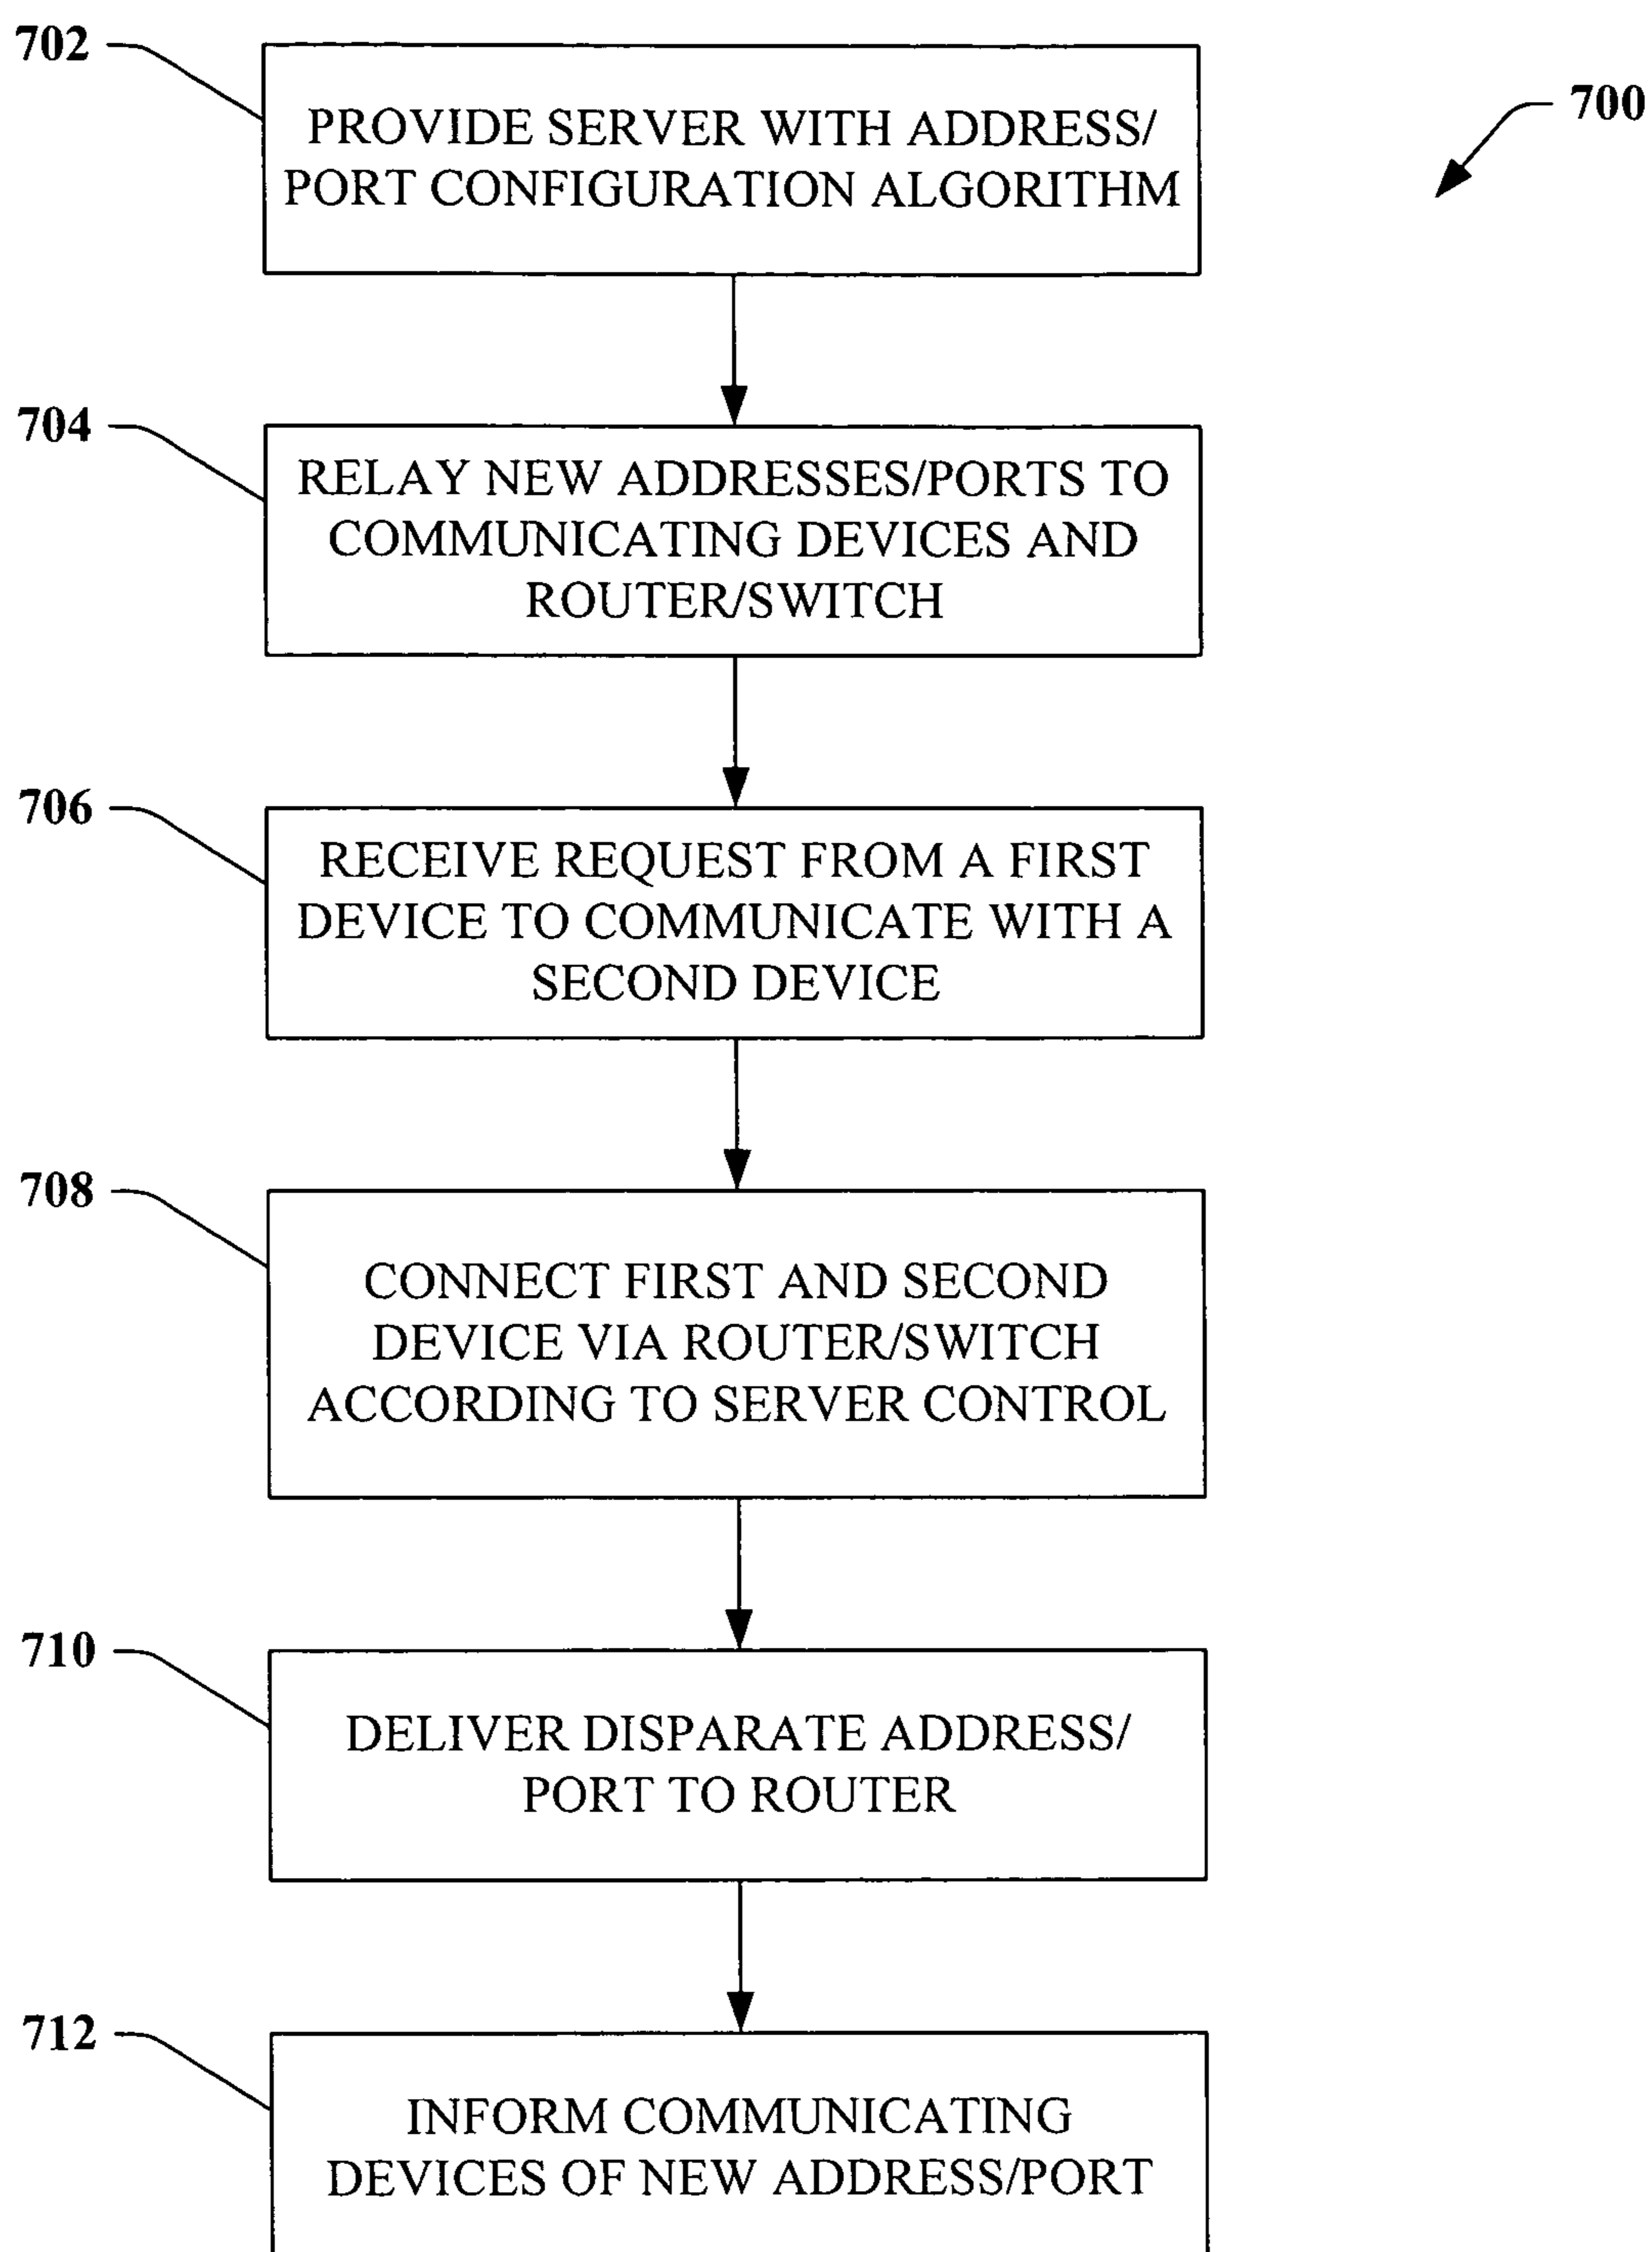 702
700
PROVIDE SERVER WITH ADDRESS/
PORT CONFIGURATION ALGORITHM
704
RELAY NEW ADDRESSES/PORTS TO
COMMUNICATING DEVICES AND
ROUTER/SWITCH
706
RECEIVE REQUEST FROM A FIRST
DEVICE TO COMMUNICATE WITH A
SECOND DEVICE
708
CONNECT FIRST AND SECOND
DEVICE VIA ROUTER/SWITCH
ACCORDING TO SERVER CONTROL
710
DELIVER DISPARATE ADDRESS/
PORT TO ROUTER
712
INFORM COMMUNICATING
DEVICES OF NEW ADDRESS/PORT